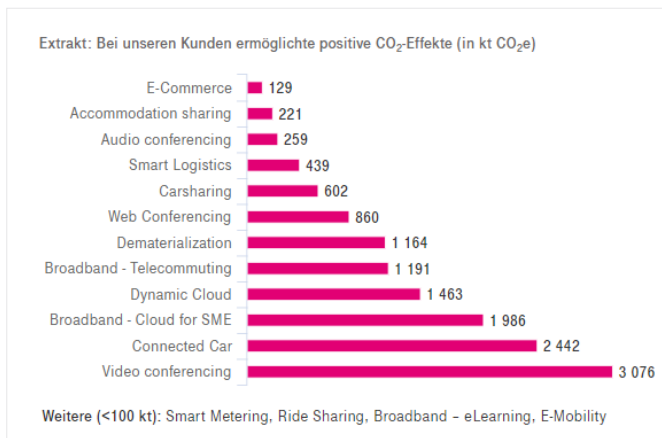 Extrakt: Bei unseren Kunden ermöglichte positive CO₂-Effekte (in kt CO₂e)
E-Commerce 129
Accommodation sharing 221
Audio conferencing 259
Smart Logistics 439
Carsharing 602
Web Conferencing 860
Dematerialization 1 164
Broadband - Telecommuting 1 191
Dynamic Cloud 1 463
Broadband - Cloud for SME 1 986
Connected Car 2 442
Video conferencing 3 076
Weitere (<100 kt): Smart Metering, Ride Sharing, Broadband – eLearning, E-Mobility